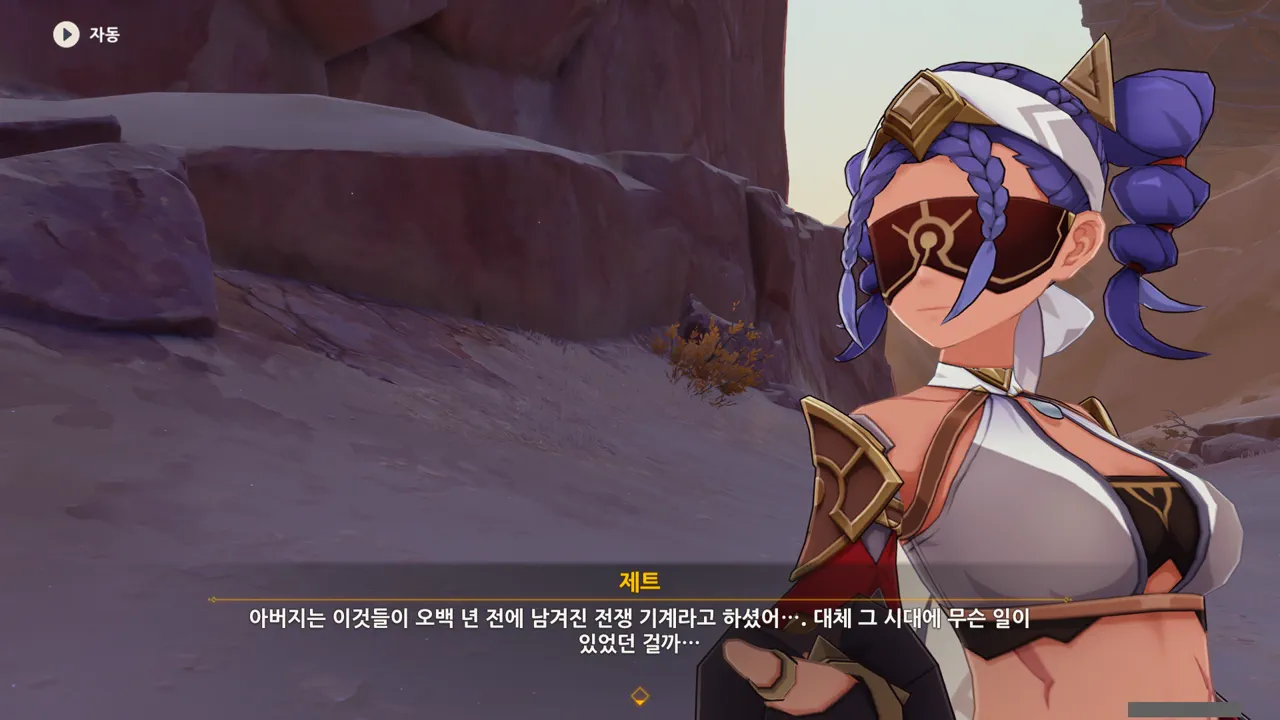 자동
제트
아버지는 이것들이 오백 년 전에 남겨진 전쟁 기계라고 하셨어…. 대체 그 시대에 무슨 일이
있었던 걸까…